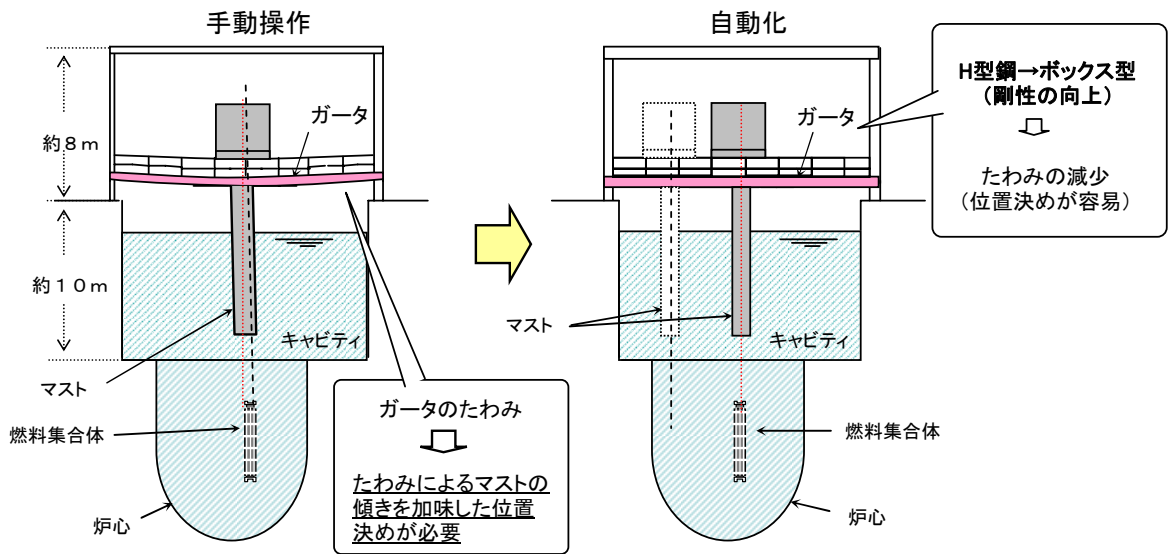 手動操作
約8m
ガータ
約10m
マスト
キャビティ
燃料集合体
炉心
ガータのたわみ
たわみによるマストの
傾きを加味した位置
決めが必要
自動化
H型鋼→ボックス型
（剛性の向上）
たわみの減少
（位置決めが容易）
ガータ
マスト
キャビティ
燃料集合体
炉心